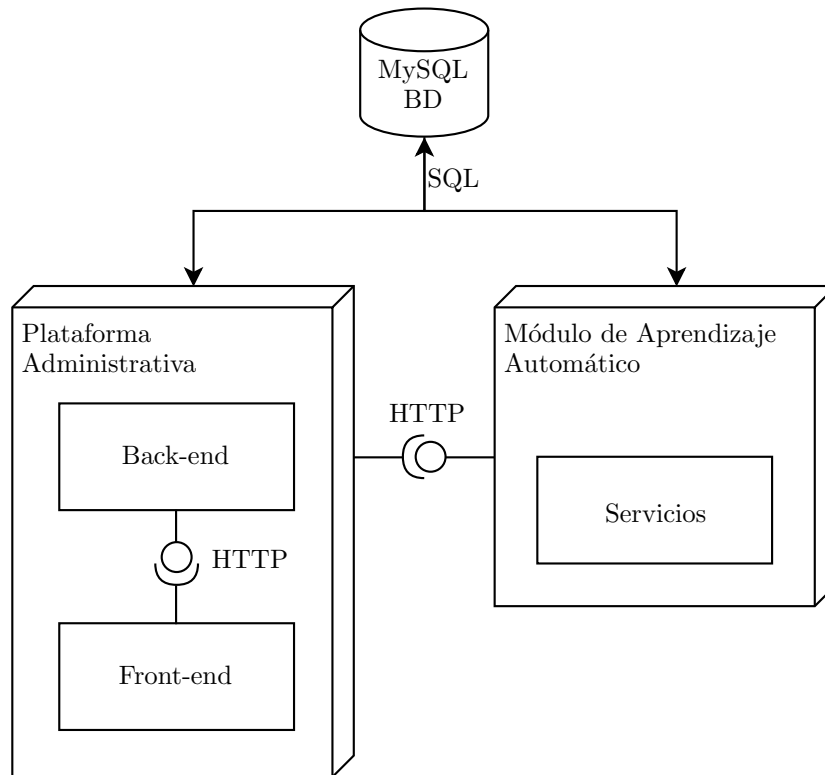 MySQL
BD
SQL
Plataforma
Administrativa
Módulo de Aprendizaje
Automático
HTTP
Back-end
Servicios
HTTP
Front-end